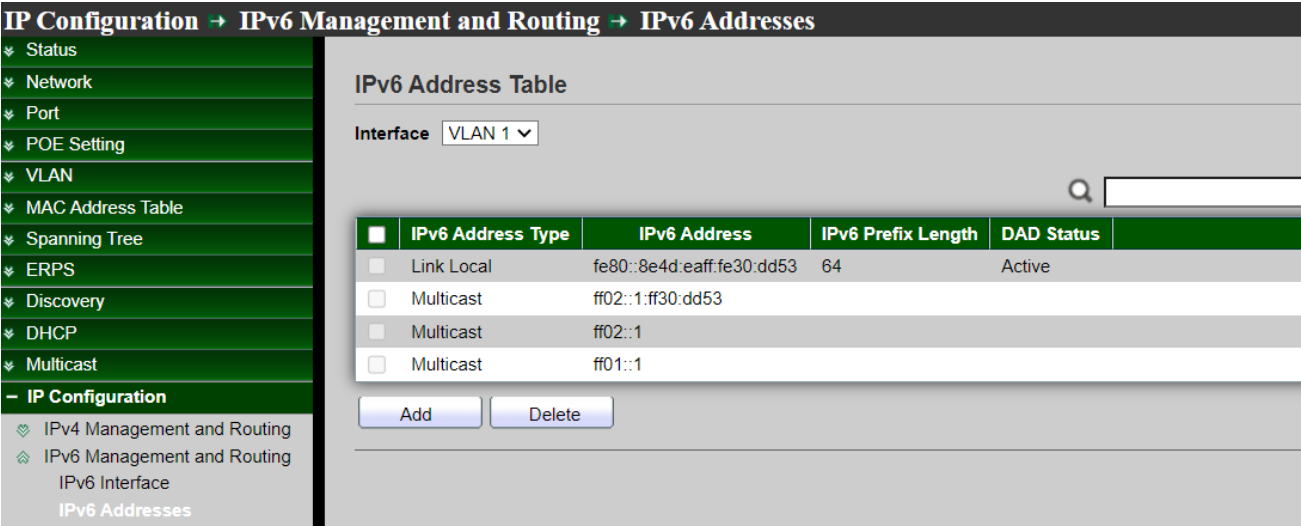 IP Configuration → IPv6 Management and Routing → IPv6 Addresses
Status
Network
Port
POE Setting
VLAN
MAC Address Table
Spanning Tree
ERPS
Discovery
DHCP
Multicast
IP Configuration
IPv4 Management and Routing
IPv6 Management and Routing
IPv6 Interface
IPv6 Addresses
IPv6 Address Table
Interface VLAN 1
IPv6 Address Type IPv6 Address IPv6 Prefix Length DAD Status
Link Local fe80::8e4d:eaff:fe30:dd53 64 Active
Multicast ff02::1:ff30:dd53
Multicast ff02::1
Multicast ff01::1
Add Delete